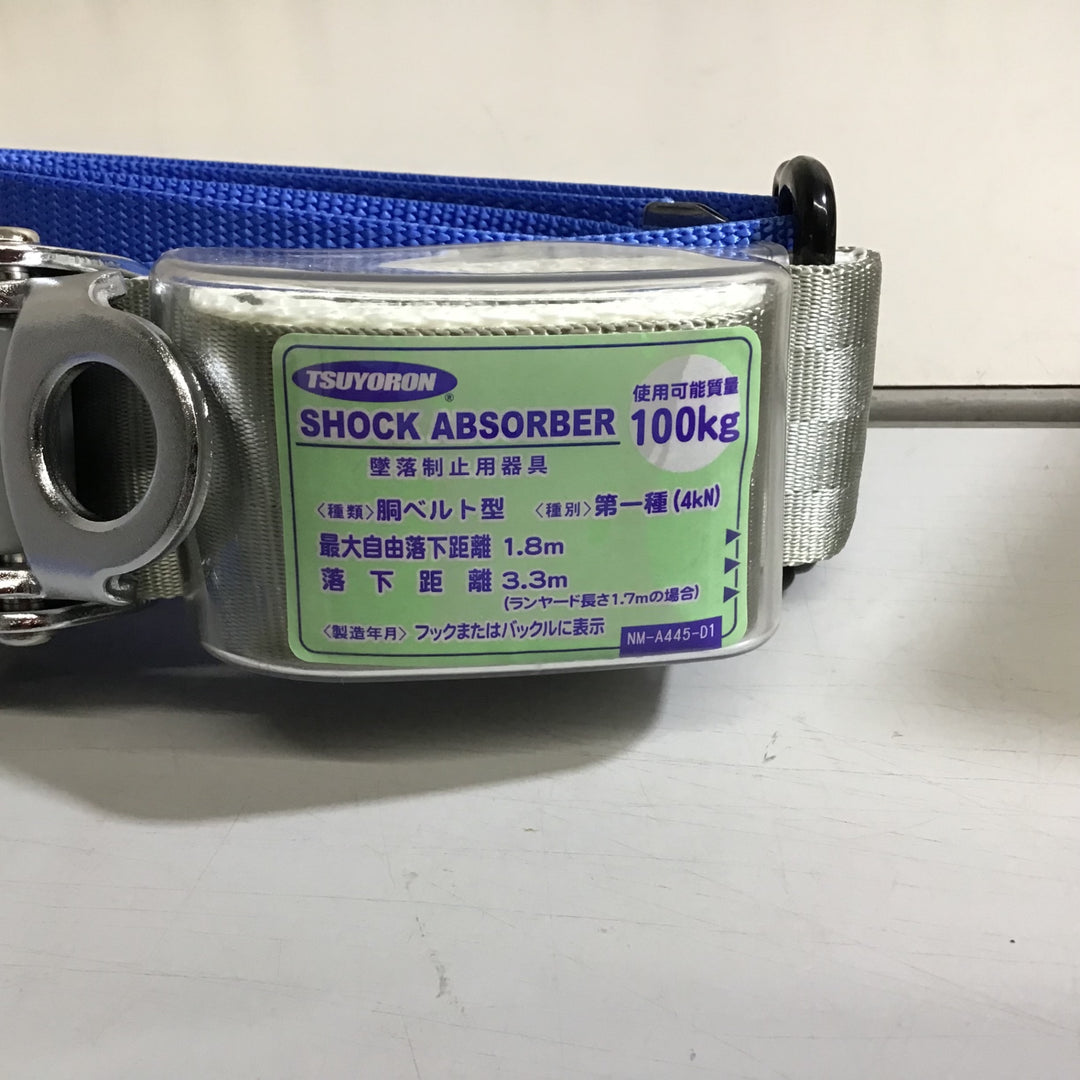 TSUYORON®
SHOCK ABSORBER
使用可能質量
100kg
墜落制止用器具
〈種類〉胴ベルト型 〈種別〉第一種(4kN)
最大自由落下距離 1.8m
落下距離 3.3m
(ランヤード長さ1.7mの場合)
〈製造年月〉フックまたはバックルに表示
NM-A445-D1